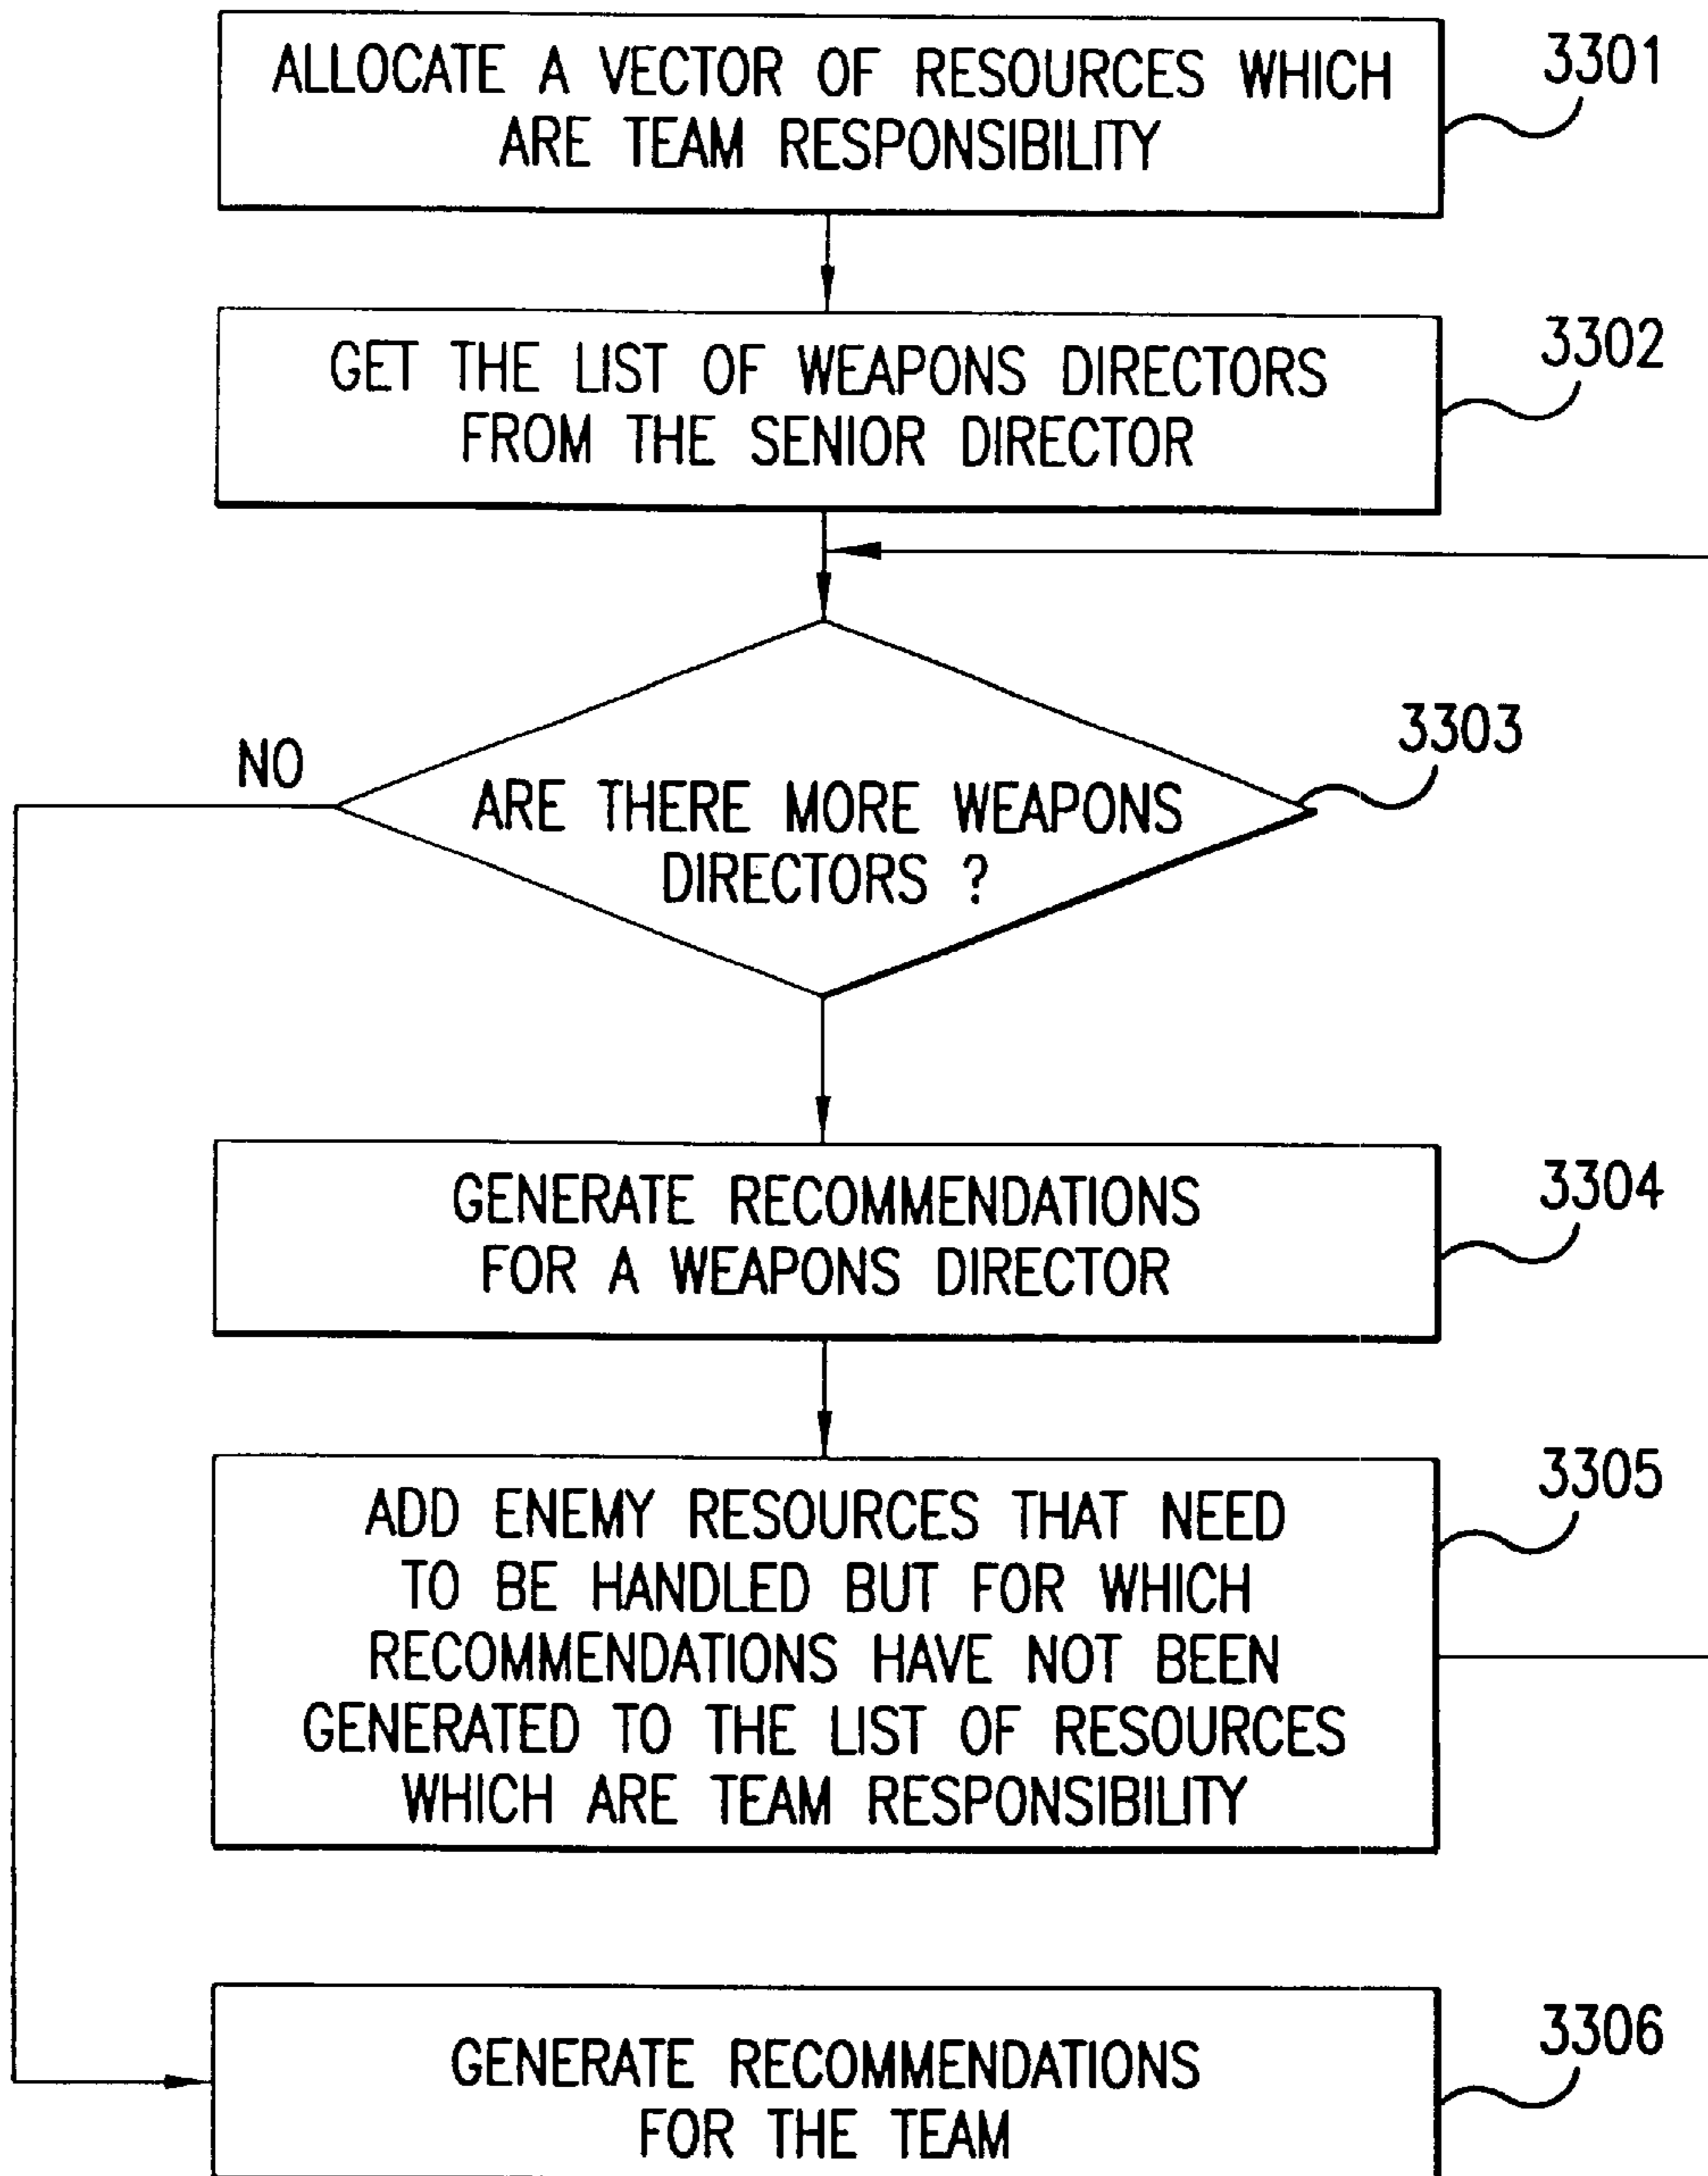 ALLOCATE A VECTOR OF RESOURCES WHICH
ARE TEAM RESPONSIBILITY
3301
GET THE LIST OF WEAPONS DIRECTORS
FROM THE SENIOR DIRECTOR
3302
NO
ARE THERE MORE WEAPONS
DIRECTORS ?
3303
GENERATE RECOMMENDATIONS
FOR A WEAPONS DIRECTOR
3304
ADD ENEMY RESOURCES THAT NEED
TO BE HANDLED BUT FOR WHICH
RECOMMENDATIONS HAVE NOT BEEN
GENERATED TO THE LIST OF RESOURCES
WHICH ARE TEAM RESPONSIBILITY
3305
GENERATE RECOMMENDATIONS
FOR THE TEAM
3306